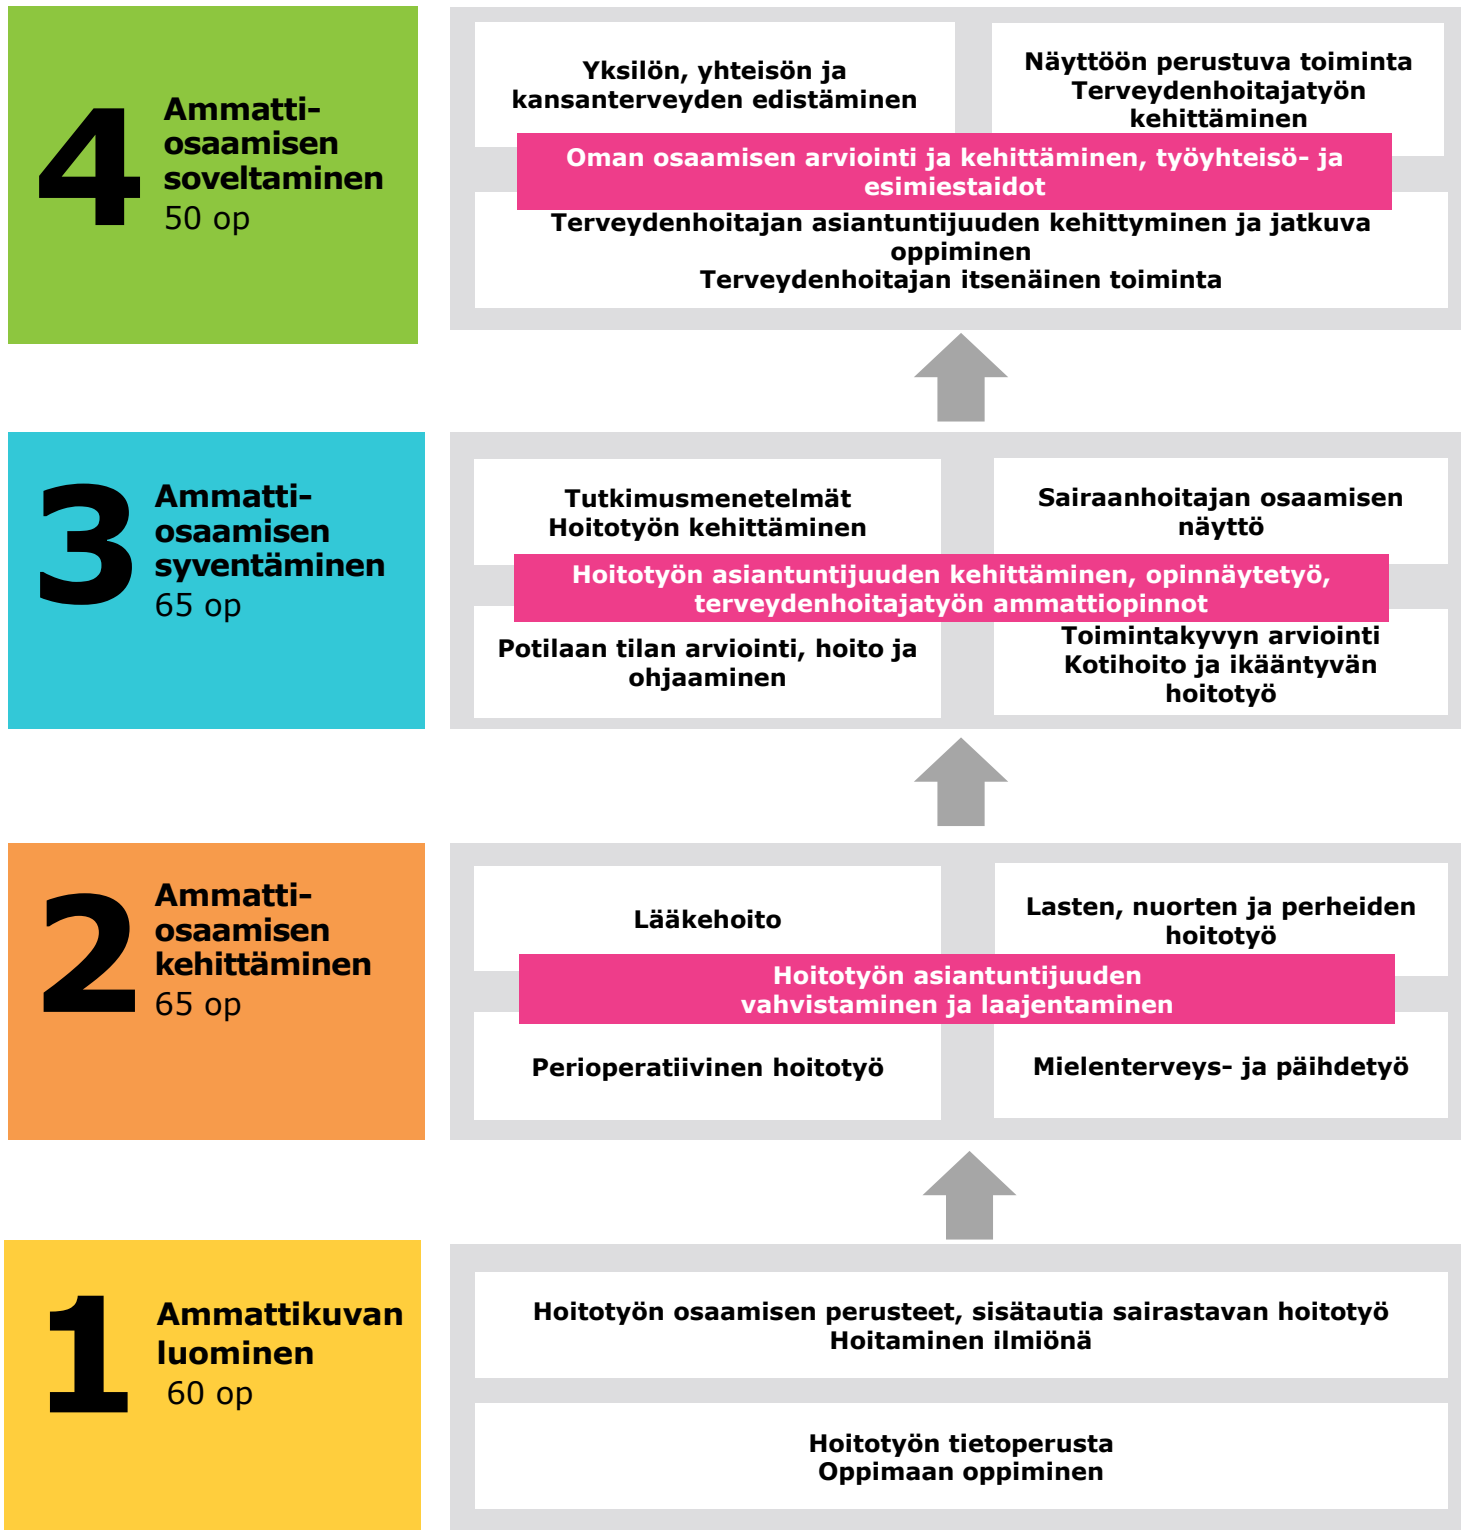 4
Ammatti-
osaamisen
soveltaminen
50 op
Yksilön, yhteisön ja
kansanterveyden edistäminen
Näyttöön perustuva toiminta
Terveydenhoitajatyön
kehittäminen
Oman osaamisen arviointi ja kehittäminen, työyhteisö- ja
esimiestaidot
Terveydenhoitajan asiantuntijuuden kehittyminen ja jatkuva
oppiminen
Terveydenhoitajan itsenäinen toiminta
3
Ammatti-
osaamisen
syventäminen
65 op
Tutkimusmenetelmät
Hoitotyön kehittäminen
Sairaanhoitajan osaamisen
näyttö
Hoitotyön asiantuntijuuden kehittäminen, opinnäytetyö,
terveydenhoitajatyön ammattiopinnot
Potilaan tilan arviointi, hoito ja
ohjaaminen
Toimintakyvyn arviointi
Kotihoito ja ikääntyvän
hoitotyö
2
Ammatti-
osaamisen
kehittäminen
65 op
Lääkehoito
Lasten, nuorten ja perheiden
hoitotyö
Hoitotyön asiantuntijuuden
vahvistaminen ja laajentaminen
Perioperatiivinen hoitotyö
Mielenterveys- ja päihdetyö
1
Ammattikuvan
luominen
60 op
Hoitotyön osaamisen perusteet, sisätautia sairastavan hoitotyö
Hoitaminen ilmiönä
Hoitotyön tietoperusta
Oppimaan oppiminen